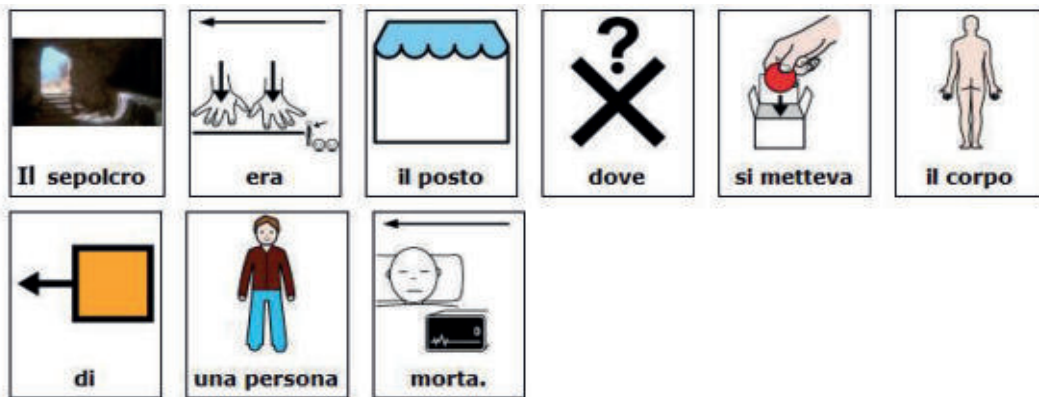 Il sepolcro era il posto dove si metteva il corpo
di una persona morta.